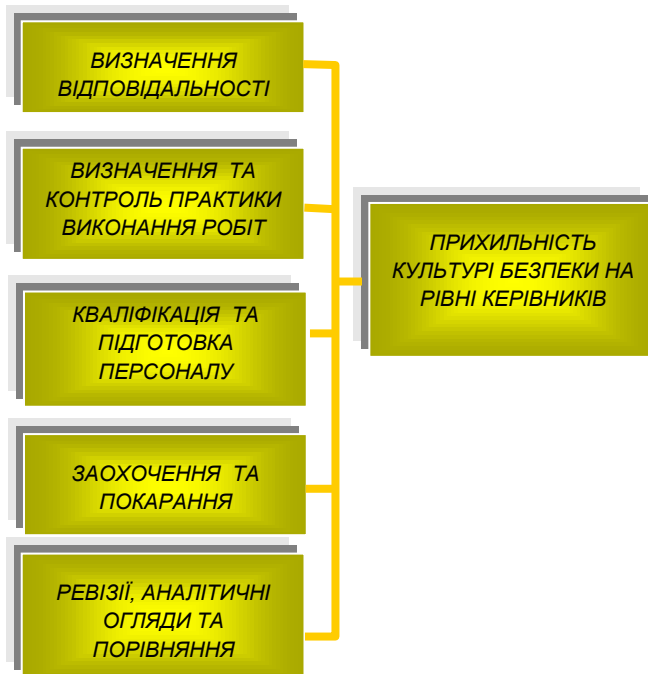 ВИЗНАЧЕННЯ
ВІДПОВІДАЛЬНОСТІ
ВИЗНАЧЕННЯ ТА
КОНТРОЛЬ ПРАКТИКИ
ВИКОНАННЯ РОБІТ
КВАЛІФІКАЦІЯ ТА
ПІДГОТОВКА
ПЕРСОНАЛУ
ЗАОХОЧЕННЯ ТА
ПОКАРАННЯ
РЕВІЗІЇ, АНАЛІТИЧНІ
ОГЛЯДИ ТА
ПОРІВНЯННЯ
ПРИХИЛЬНІСТЬ
КУЛЬТУРІ БЕЗПЕКИ НА
РІВНІ КЕРІВНИКІВ